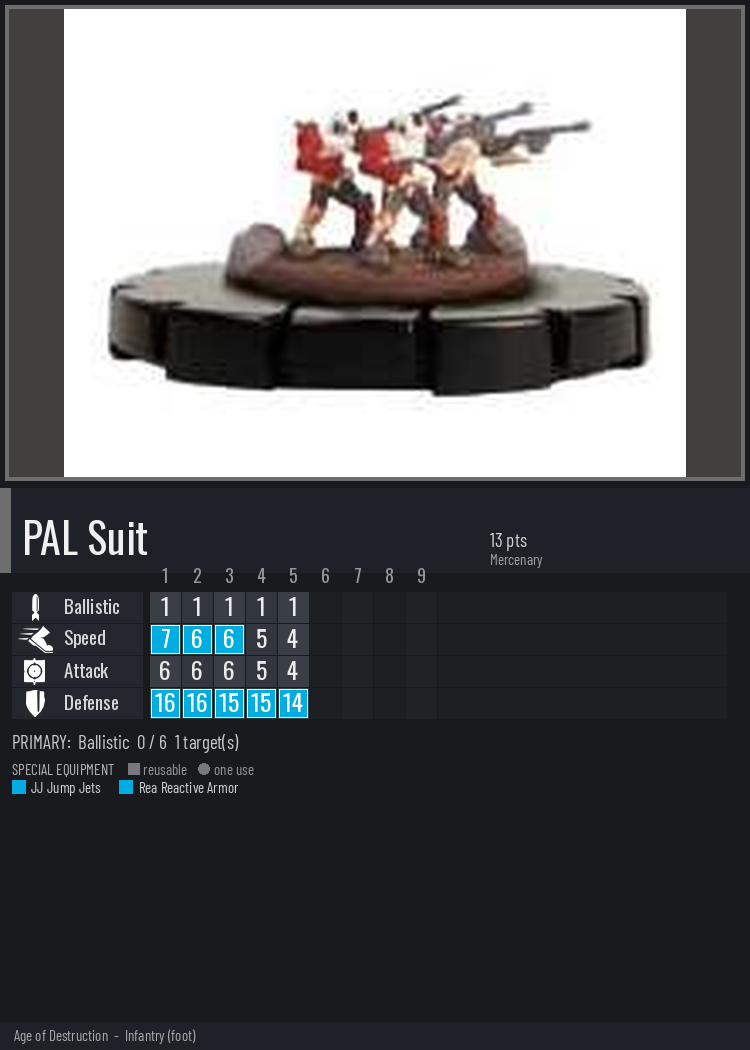 PAL Suit
13 pts
Mercenary
1 2 3 4 5 6 7 8 9
Ballistic 1 1 1 1 1
Speed 7 6 6 5 4
Attack 6 6 6 5 4
Defense 16 16 15 15 14
PRIMARY: Ballistic 0 / 6 1 target(s)
SPECIAL EQUIPMENT reusable one use
JJ Jump Jets Rea Reactive Armor
Age of Destruction - Infantry (foot)